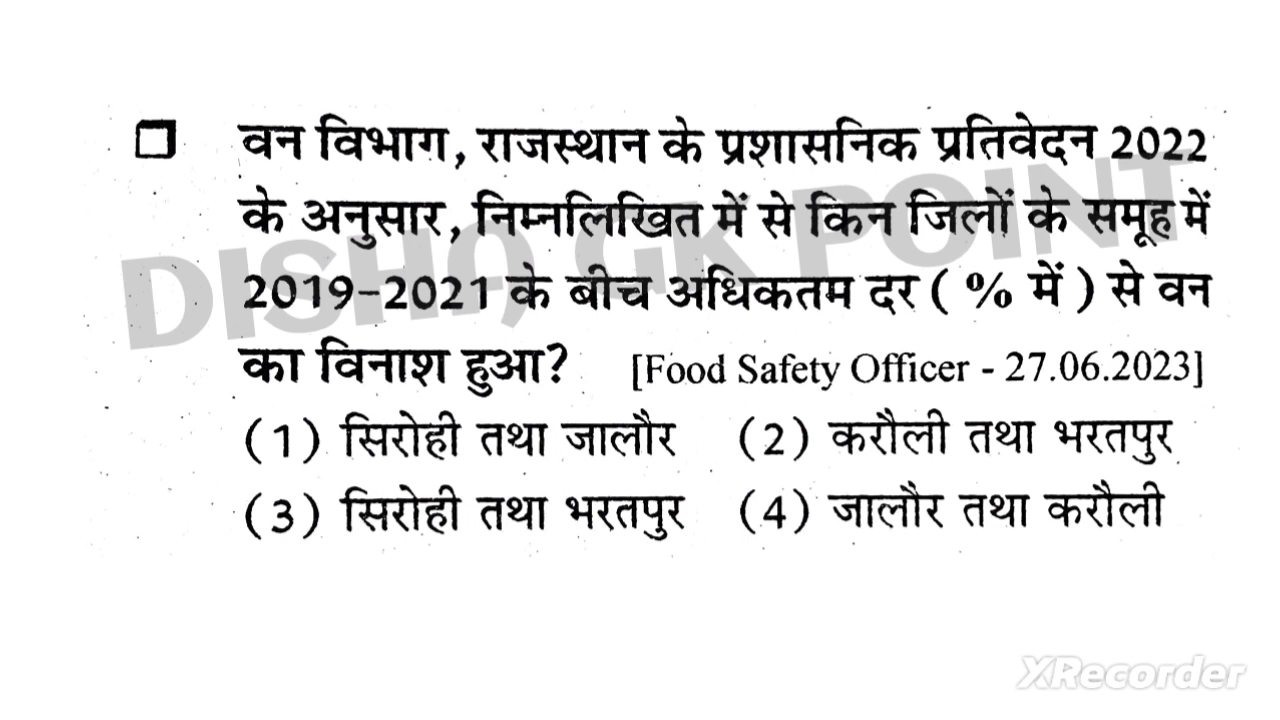 वन विभाग, राजस्थान के प्रशासनिक प्रतिवेदन 2022
के अनुसार, निम्नलिखित में से किन जिलों के समूह में
2019-2021 के बीच अधिकतम दर ( % में ) से वन
का विनाश हुआ? [Food Safety Officer - 27.06.2023]
(1) सिरोही तथा जालौर (2) करौली तथा भरतपुर
(3) सिरोही तथा भरतपुर (4) जालौर तथा करौली
GK POINT
XRecorder